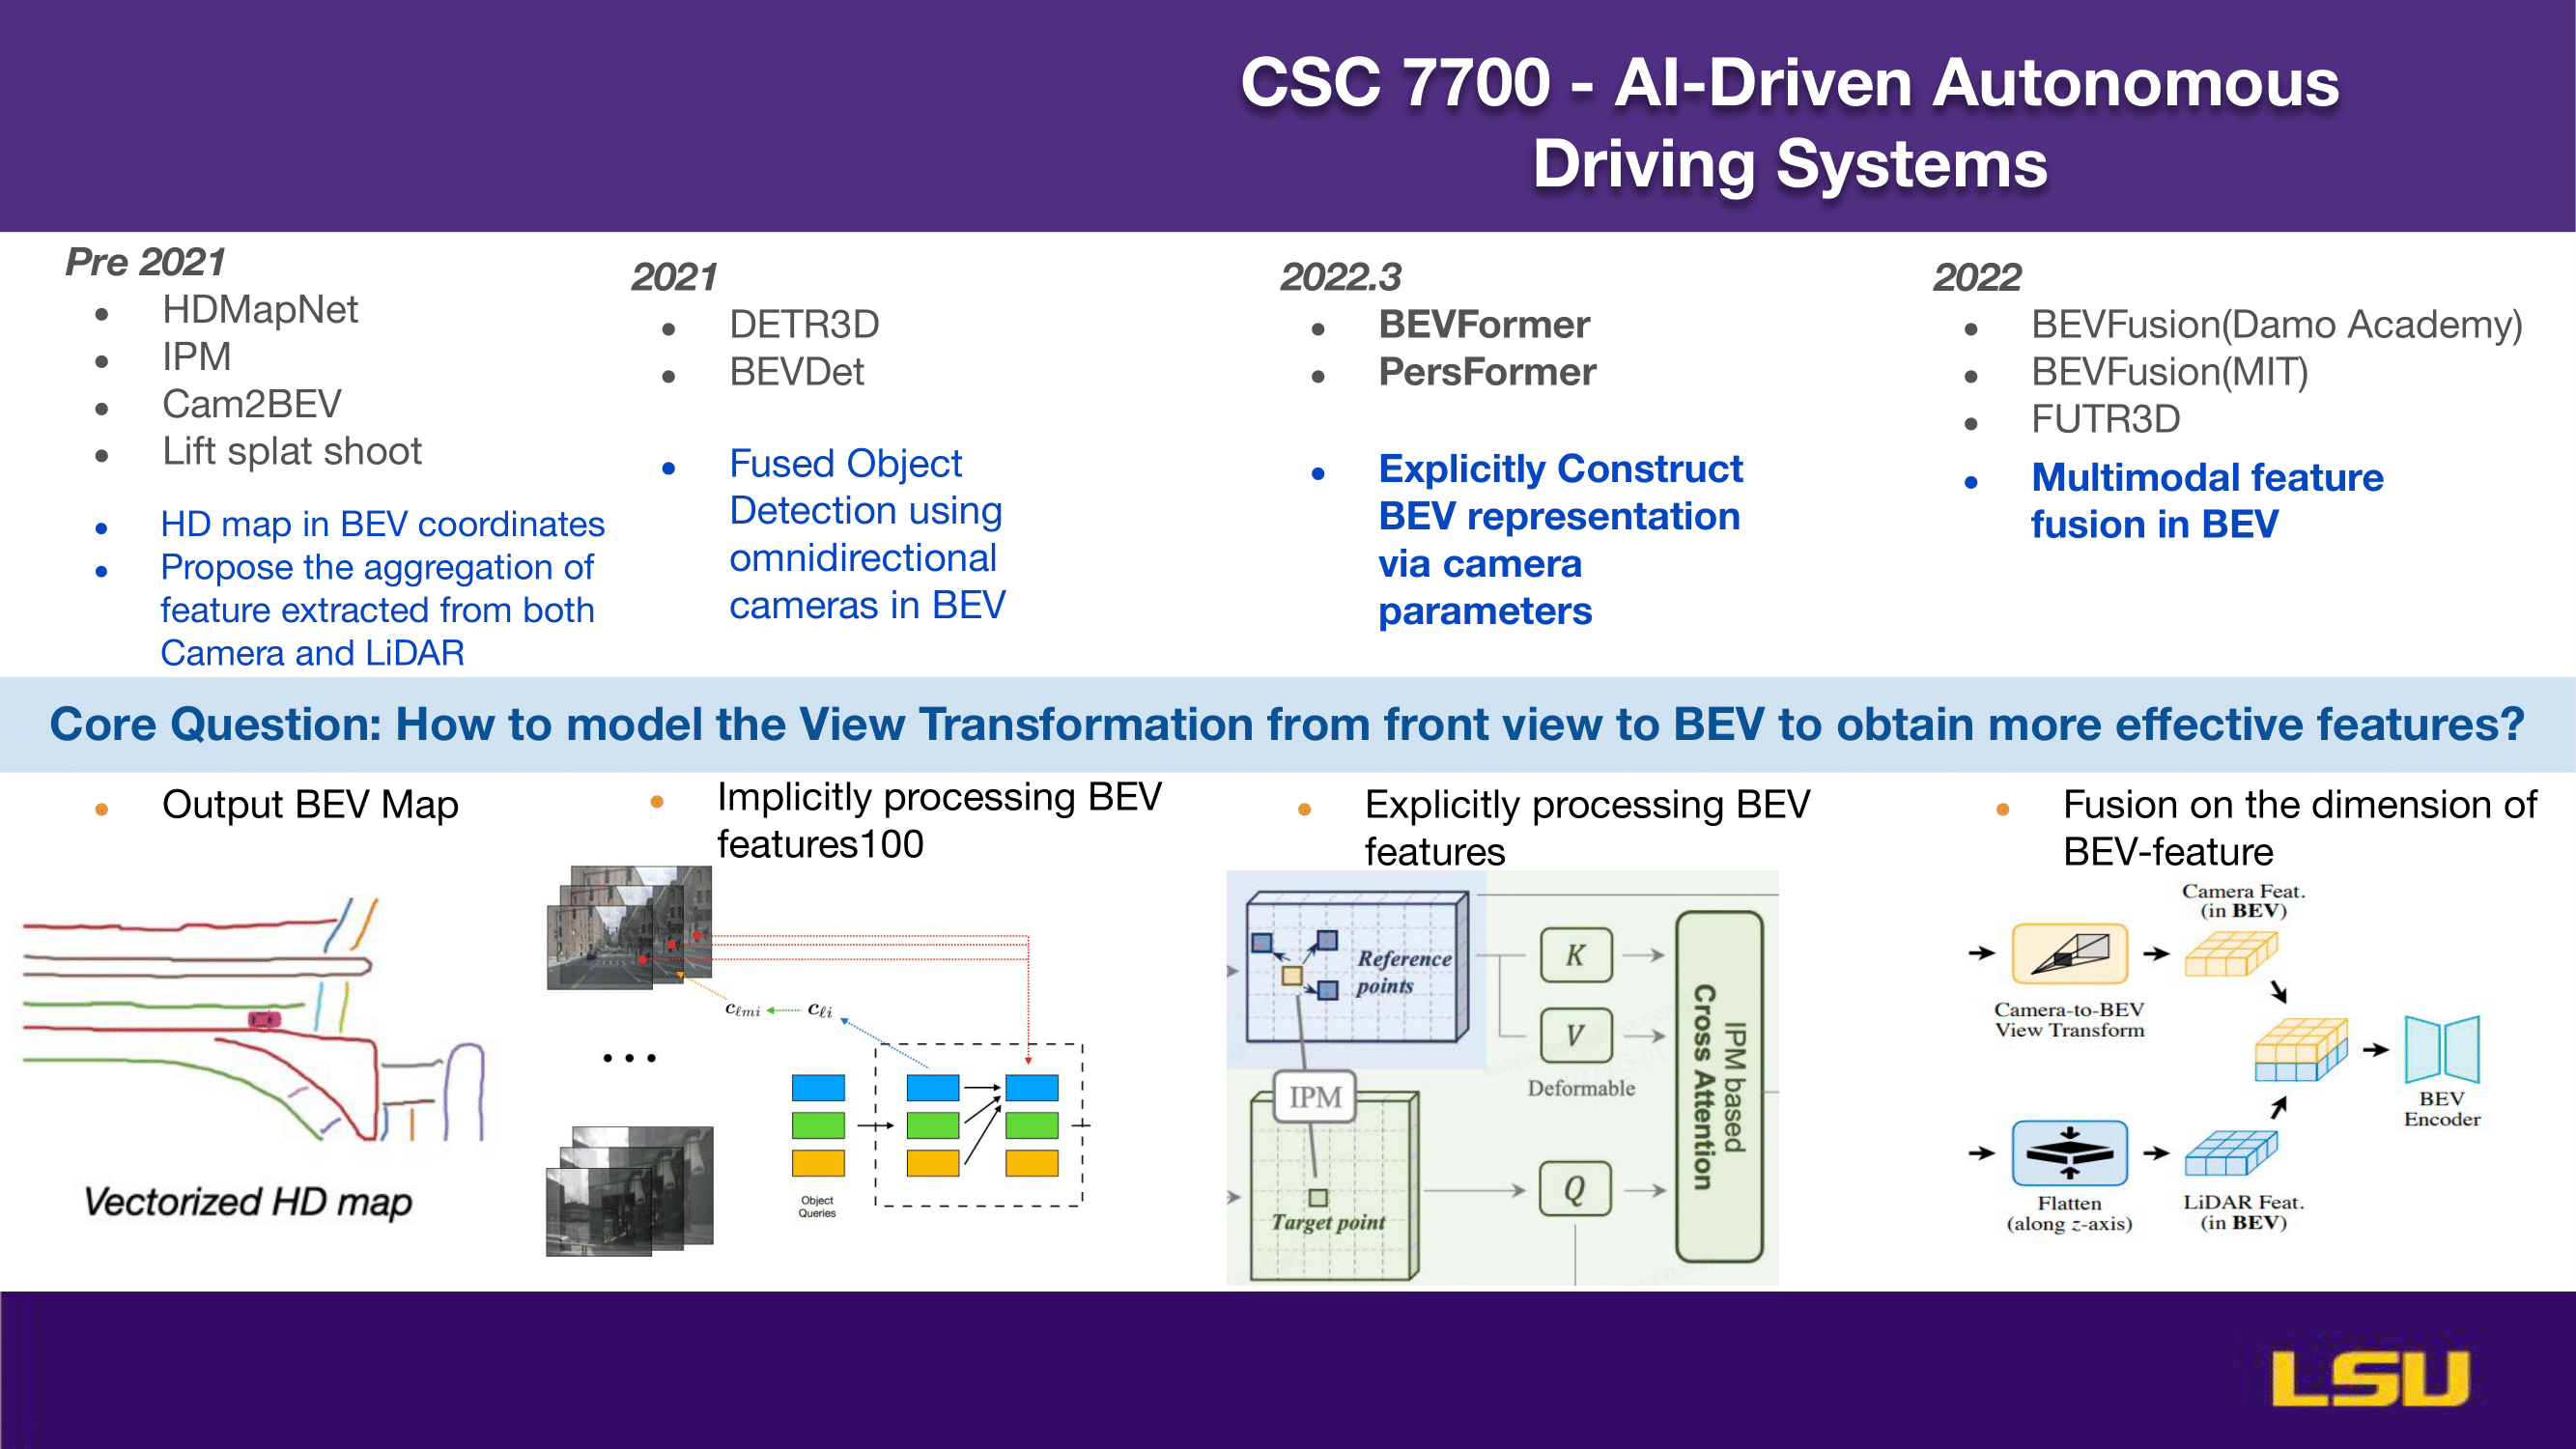 CSC 7700 - AI-Driven Autonomous
Driving Systems
Pre 2021
• HDMapNet
• IPM
• Cam2BEV
• Lift splat shoot
• HD map in BEV coordinates
• Propose the aggregation of
feature extracted from both
Camera and LiDAR
2021
• DETR3D
• BEVDet
• Fused Object
Detection using
omnidirectional
cameras in BEV
2022.3
• BEVFormer
• PersFormer
• Explicitly Construct
BEV representation
via camera
parameters
2022
• BEVFusion(Damo Academy)
• BEVFusion(MIT)
• FUTR3D
• Multimodal feature
fusion in BEV
Core Question: How to model the View Transformation from front view to BEV to obtain more effective features?
• Output BEV Map
Vectorized HD map
• Implicitly processing BEV
features100
cℓmi
cℓi
Object
Queries
• Explicitly processing BEV
features
Reference
points
IPM
Target point
K
V
Deformable
Q
IPM based
Cross Attention
• Fusion on the dimension of
BEV-feature
Camera Feat.
(in BEV)
Camera-to-BEV
View Transform
BEV
Encoder
Flatten
(along z-axis)
LiDAR Feat.
(in BEV)
LSU